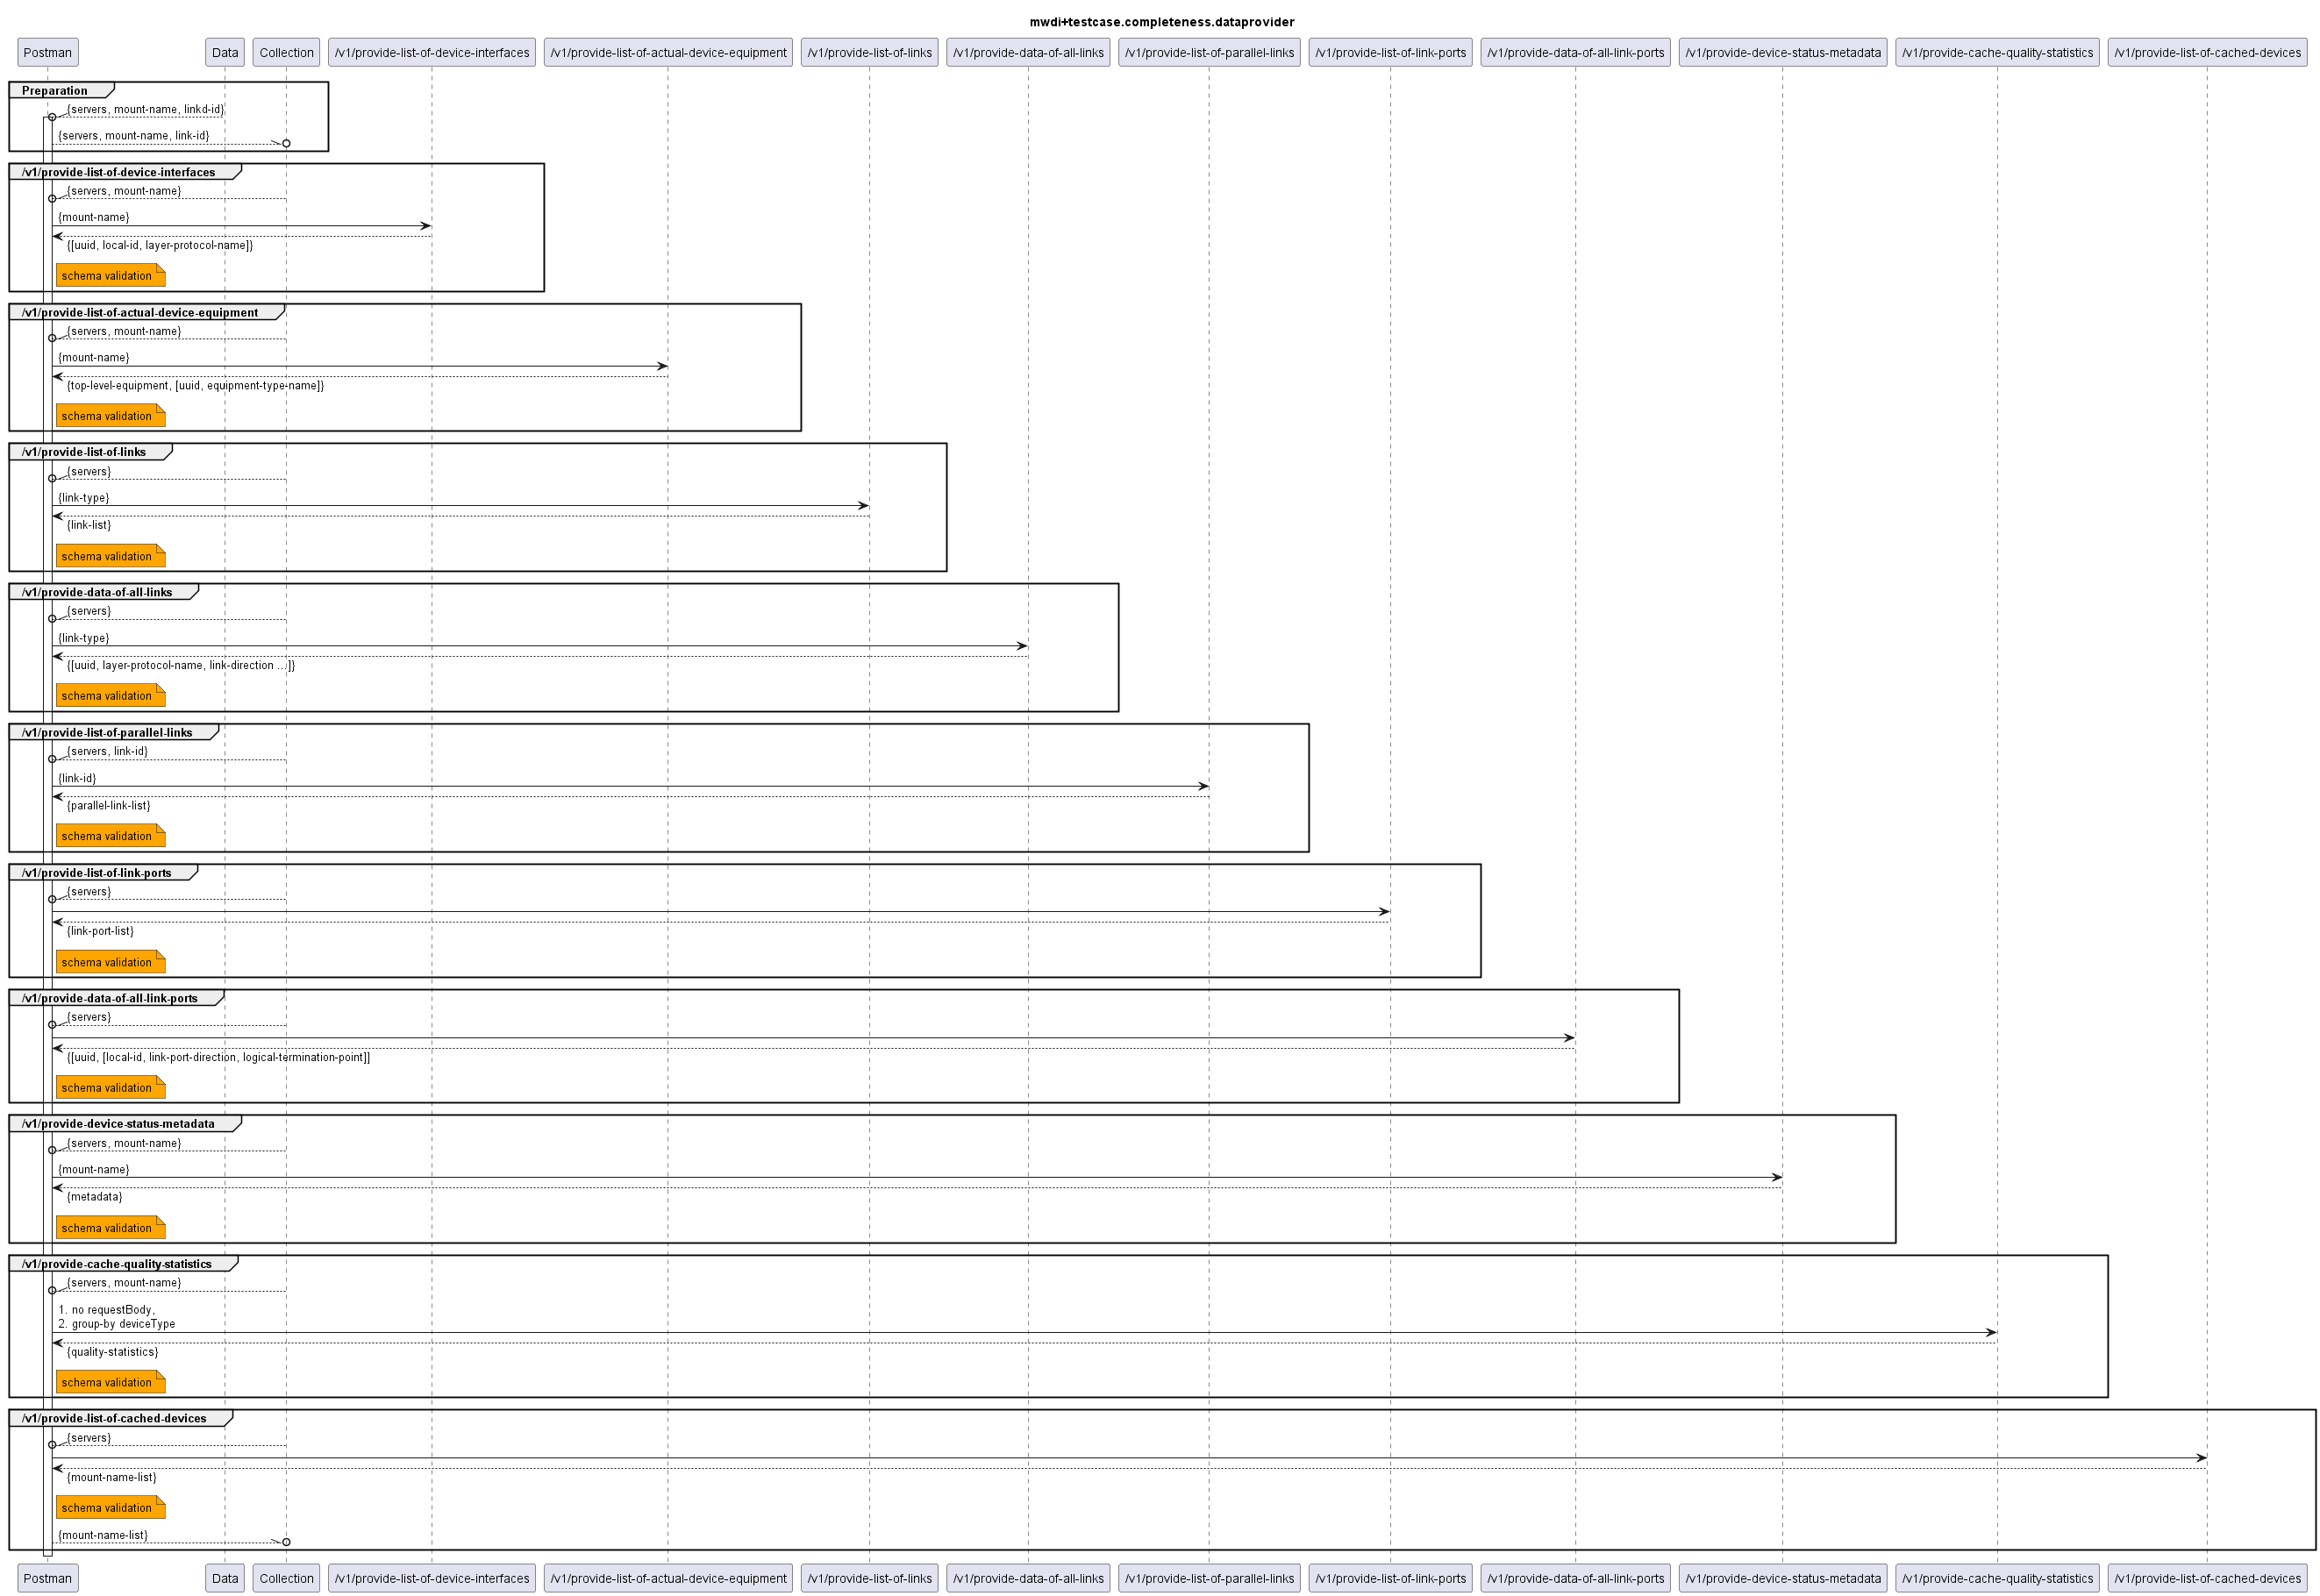 mwdi+testcase.completeness.dataprovider
Postman
Data
Collection
/v1/provide-list-of-device-interfaces
/v1/provide-list-of-actual-device-equipment
/v1/provide-list-of-links
/v1/provide-data-of-all-links
/v1/provide-list-of-parallel-links
/v1/provide-list-of-link-ports
/v1/provide-data-of-all-link-ports
/v1/provide-device-status-metadata
/v1/provide-cache-quality-statistics
/v1/provide-list-of-cached-devices
Preparation
{servers, mount-name, linkd-id}
{servers, mount-name, link-id}
/v1/provide-list-of-device-interfaces
{servers, mount-name}
{mount-name}
{[uuid, local-id, layer-protocol-name]}
schema validation
/v1/provide-list-of-actual-device-equipment
{servers, mount-name}
{mount-name}
{top-level-equipment, [uuid, equipment-type-name]}
schema validation
/v1/provide-list-of-links
{servers}
{link-type}
{link-list}
schema validation
/v1/provide-data-of-all-links
{servers}
{link-type}
{[uuid, layer-protocol-name, link-direction ...]}
schema validation
/v1/provide-list-of-parallel-links
{servers, link-id}
{link-id}
{parallel-link-list}
schema validation
/v1/provide-list-of-link-ports
{servers}
{link-port-list}
schema validation
/v1/provide-data-of-all-link-ports
{servers}
{[uuid, [local-id, link-port-direction, logical-termination-point]]
schema validation
/v1/provide-device-status-metadata
{servers, mount-name}
{mount-name}
{metadata}
schema validation
/v1/provide-cache-quality-statistics
{servers, mount-name}
1. no requestBody,
2. group-by deviceType
{quality-statistics}
schema validation
/v1/provide-list-of-cached-devices
{servers}
{mount-name-list}
schema validation
{mount-name-list}
Postman
Data
Collection
/v1/provide-list-of-device-interfaces
/v1/provide-list-of-actual-device-equipment
/v1/provide-list-of-links
/v1/provide-data-of-all-links
/v1/provide-list-of-parallel-links
/v1/provide-list-of-link-ports
/v1/provide-data-of-all-link-ports
/v1/provide-device-status-metadata
/v1/provide-cache-quality-statistics
/v1/provide-list-of-cached-devices